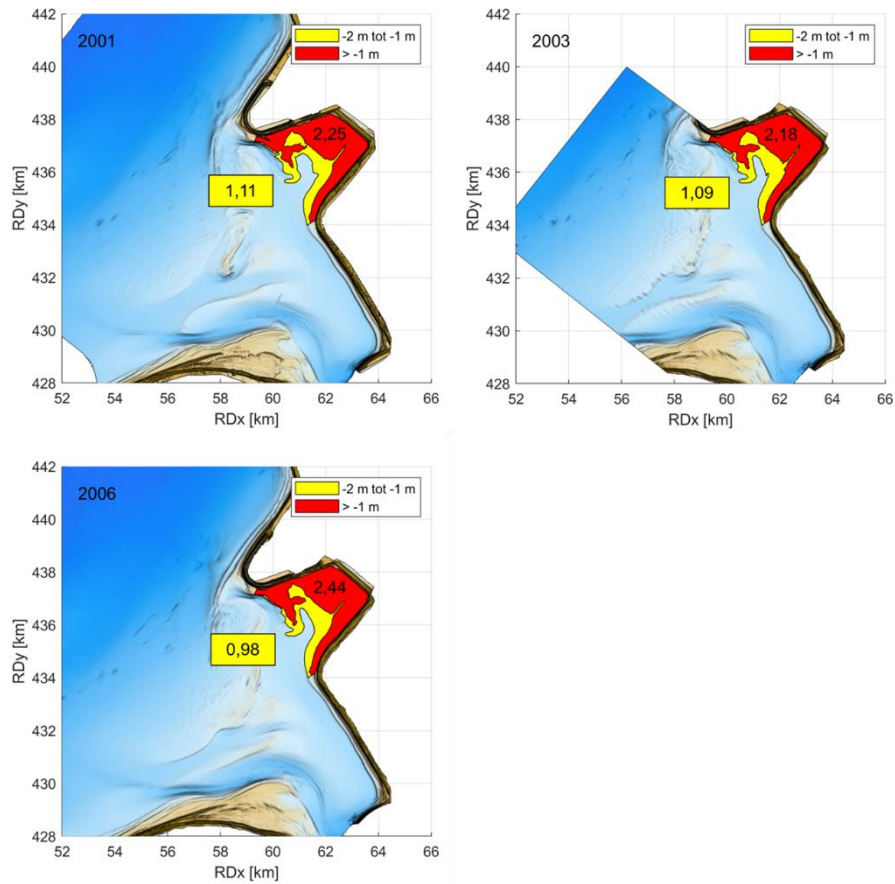 442
440
438
436
434
432
430
428
RDy [km]
2001
-2 m tot -1 m
> -1 m
2,25
1,11
52 54 56 58 60 62 64 66
RDx [km]
442
440
438
436
434
432
430
428
RDy [km]
2003
-2 m tot -1 m
> -1 m
2,18
1,09
52 54 56 58 60 62 64 66
RDx [km]
442
440
438
436
434
432
430
428
RDy [km]
2006
-2 m tot -1 m
> -1 m
2,44
0,98
52 54 56 58 60 62 64 66
RDx [km]